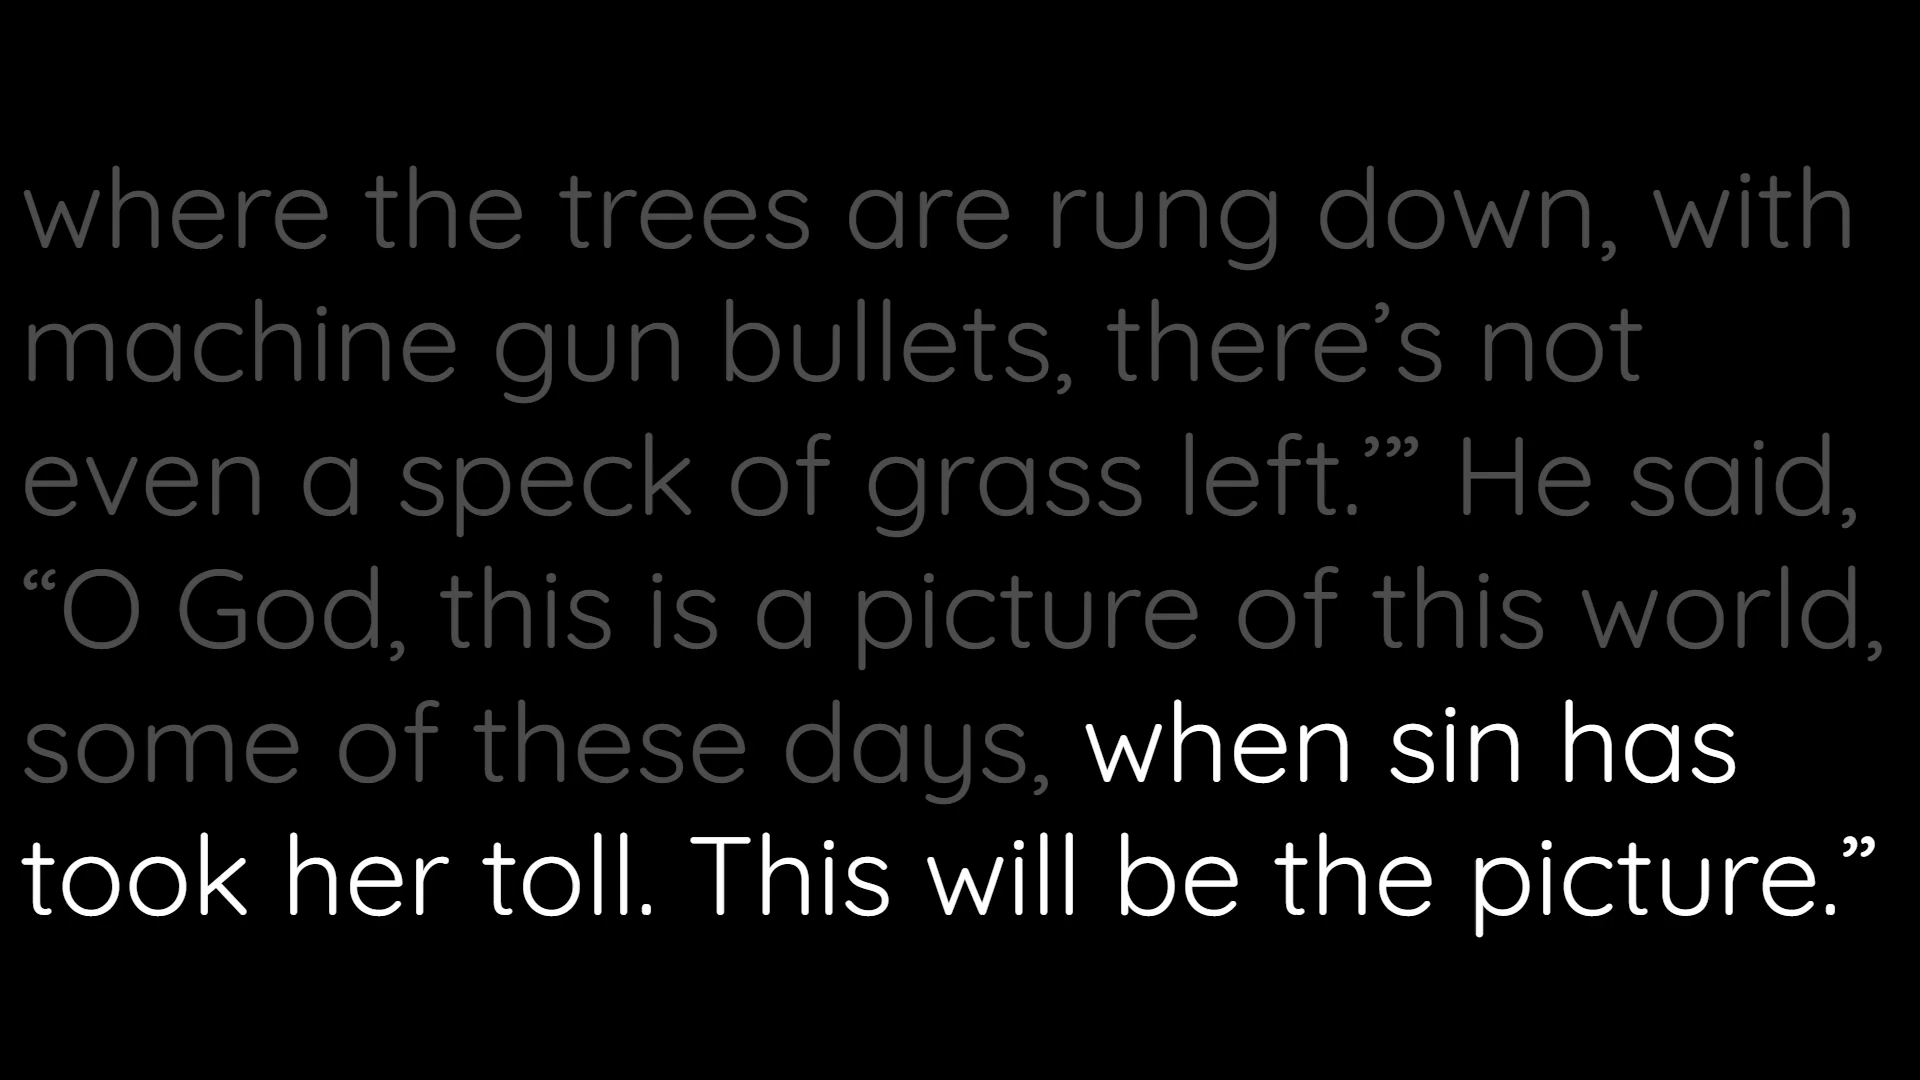 where the trees are rung down, with
machine gun bullets, there’s not
even a speck of grass left.’” He said,
“O God, this is a picture of this world,
some of these days, when sin has
took her toll. This will be the picture.”